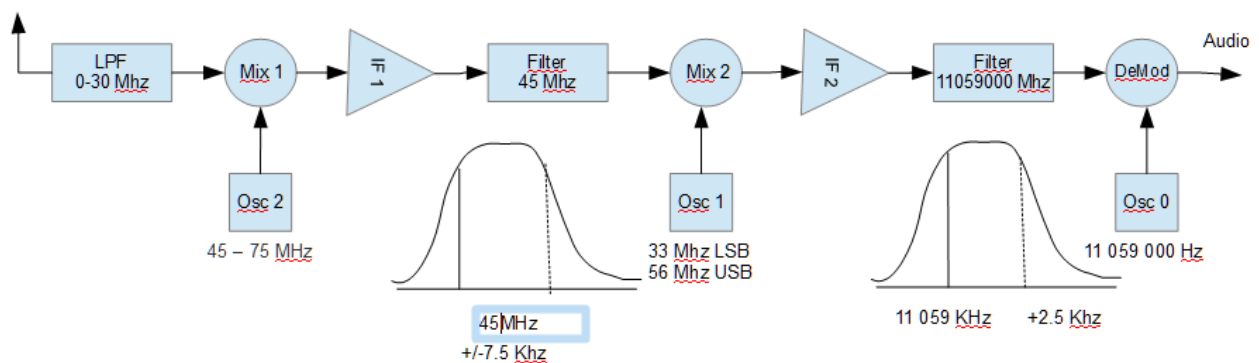 LPF
0-30 Mhz
Mix 1
IF 1
Filter
45 Mhz
Mix 2
IF 2
Filter
11059000 Mhz
DeMod
Audio
Osc 2
45 – 75 MHz
Osc 1
33 Mhz LSB
56 Mhz USB
Osc 0
11 059 000 Hz
45MHz
+/-7.5 Khz
11 059 KHz
+2.5 Khz